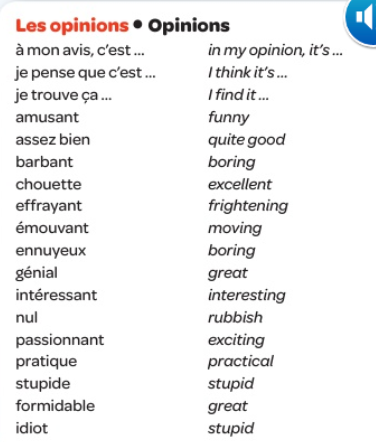 Les opinions • Opinions
à mon avis, c’est ... in my opinion, it’s ...
je pense que c’est ... I think it’s ...
je trouve ça ... I find it ...
amusant funny
assez bien quite good
barbant boring
chouette excellent
effrayant frightening
émouvant moving
ennuyeux boring
génial great
intéressant interesting
nul rubbish
passionnant exciting
pratique practical
stupide stupid
formidable great
idiot stupid